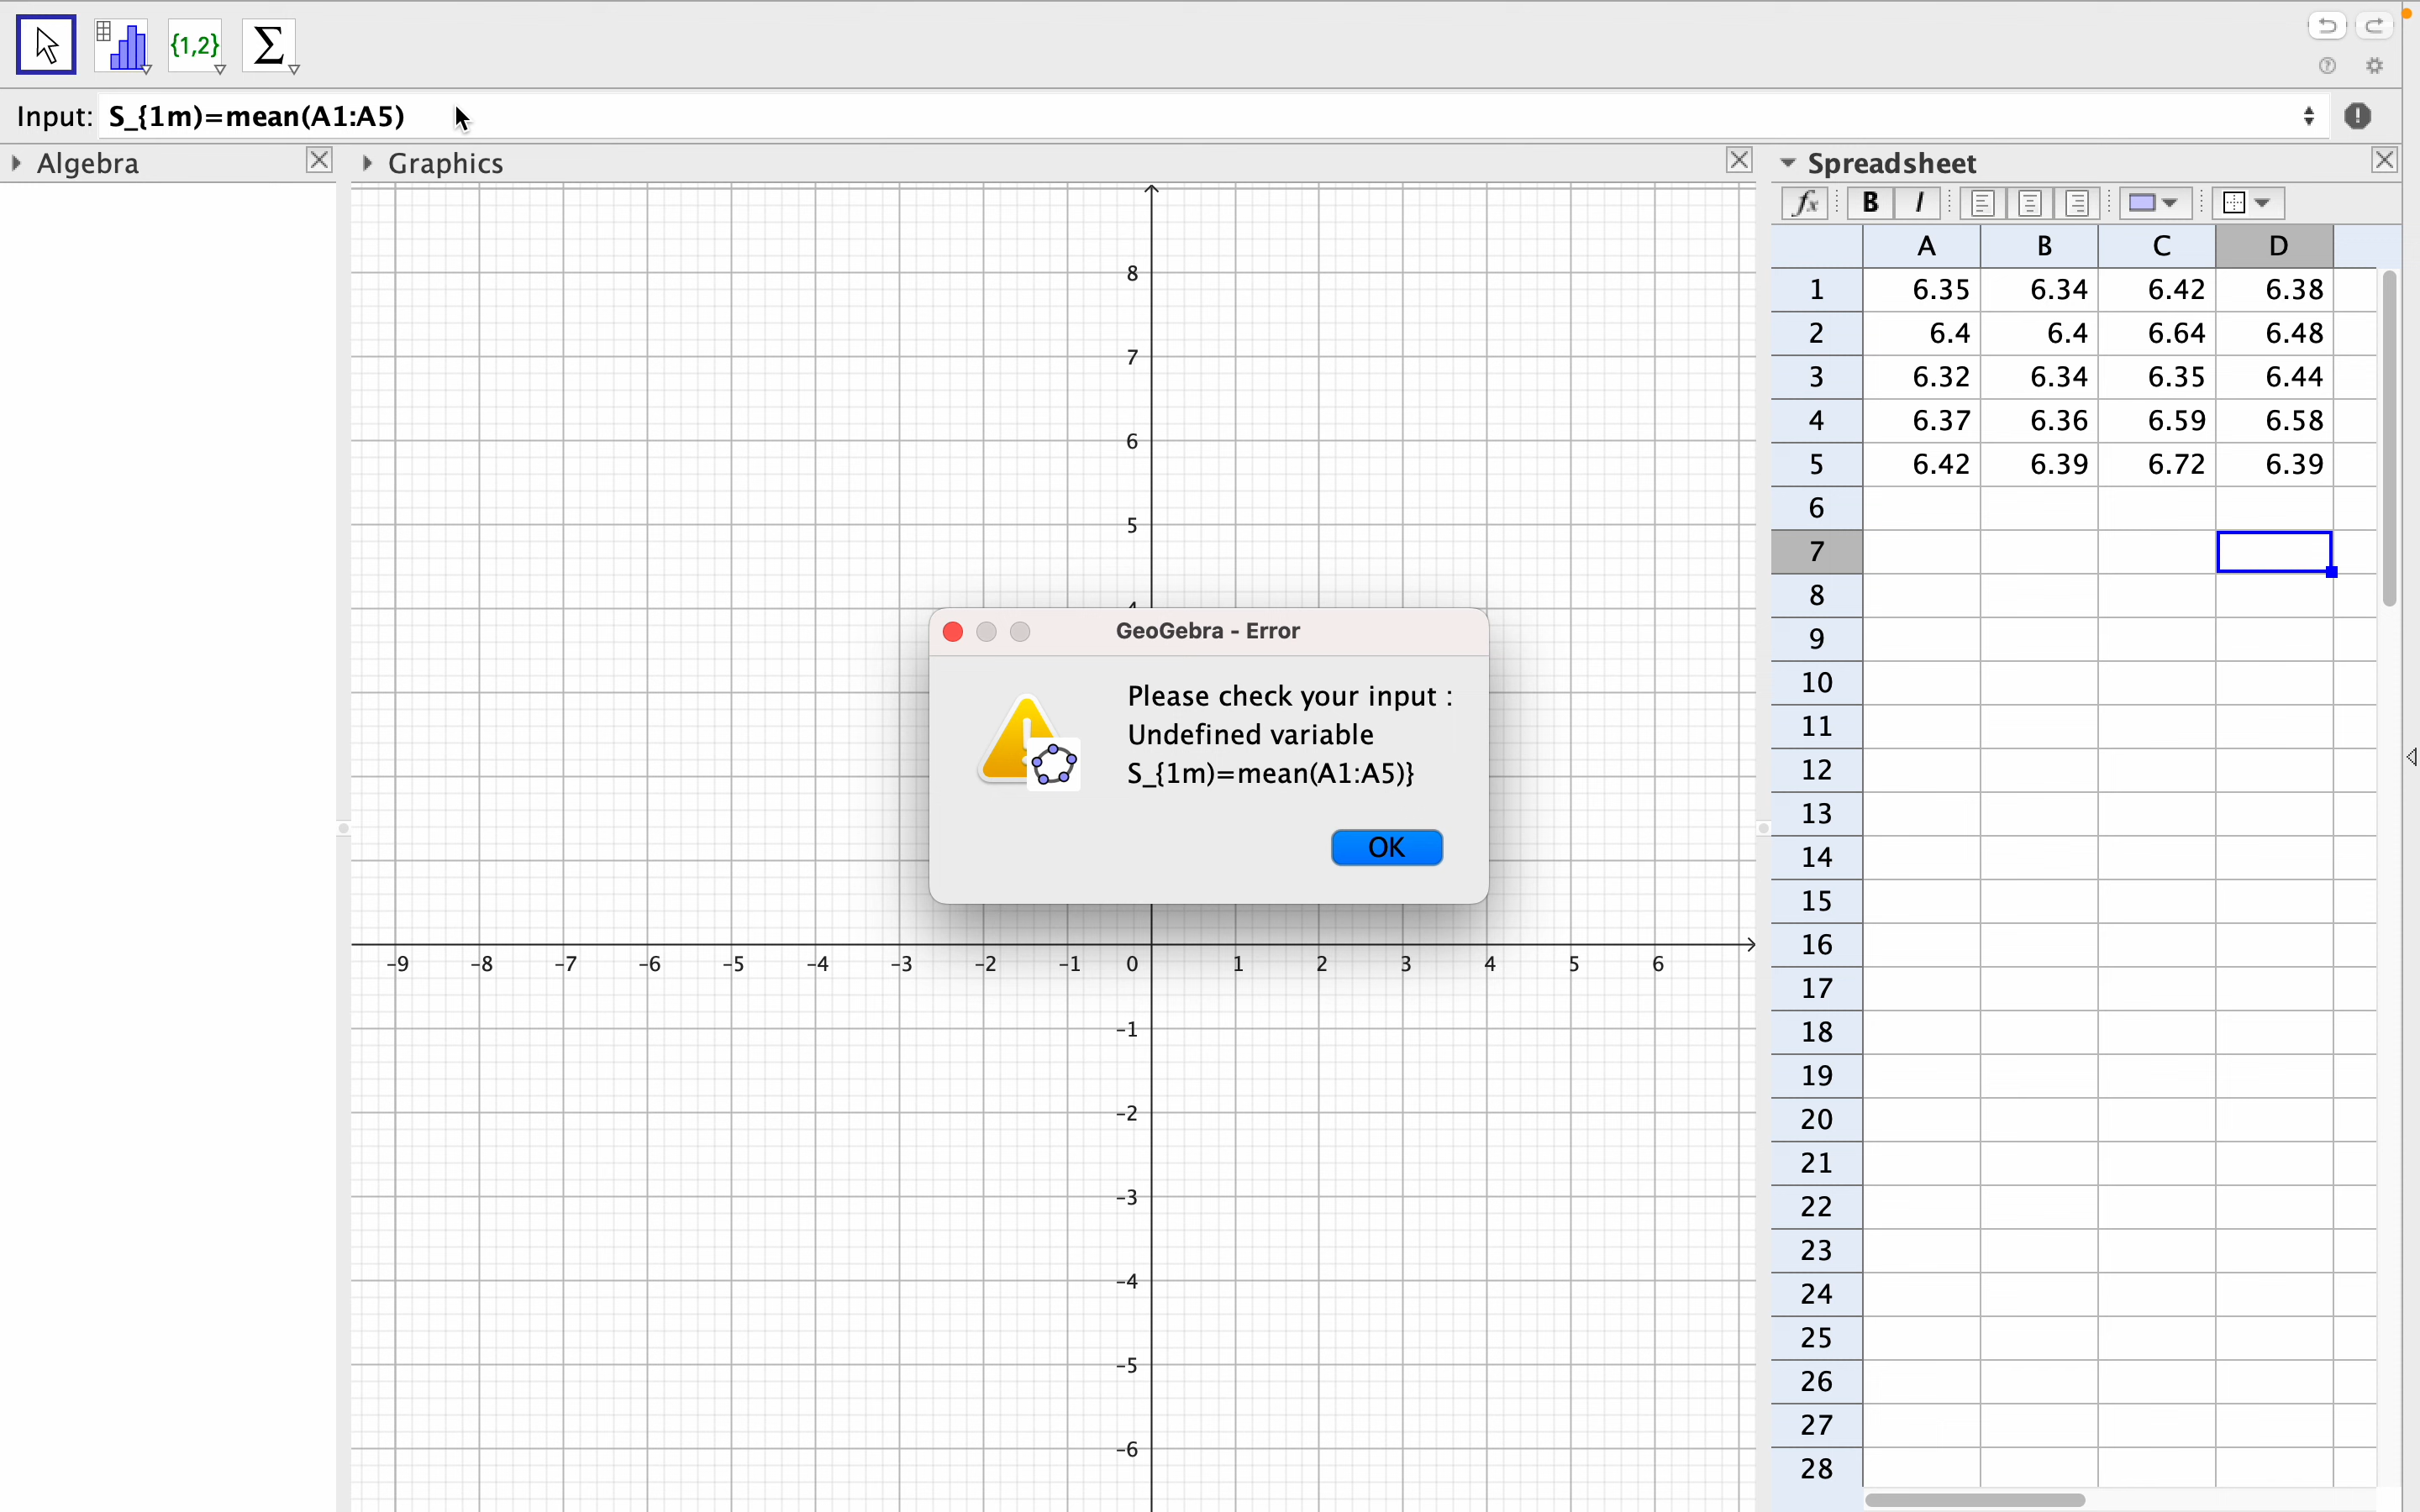 {1,2} Σ
Input: S_{1m)=mean(A1:A5)
Algebra
Graphics
Spreadsheet
fx B I
A B C D
1 6.35 6.34 6.42 6.38
2 6.4 6.4 6.64 6.48
3 6.32 6.34 6.35 6.44
4 6.37 6.36 6.59 6.58
5 6.42 6.39 6.72 6.39
6
7
8
9
10
11
12
13
14
15
16
17
18
19
20
21
22
23
24
25
26
27
28
8
7
6
5
GeoGebra - Error
Please check your input :
Undefined variable
S_{1m)=mean(A1:A5)}
OK
-9 -8 -7 -6 -5 -4 -3 -2 -1 0 1 2 3 4 5 6
-1
-2
-3
-4
-5
-6